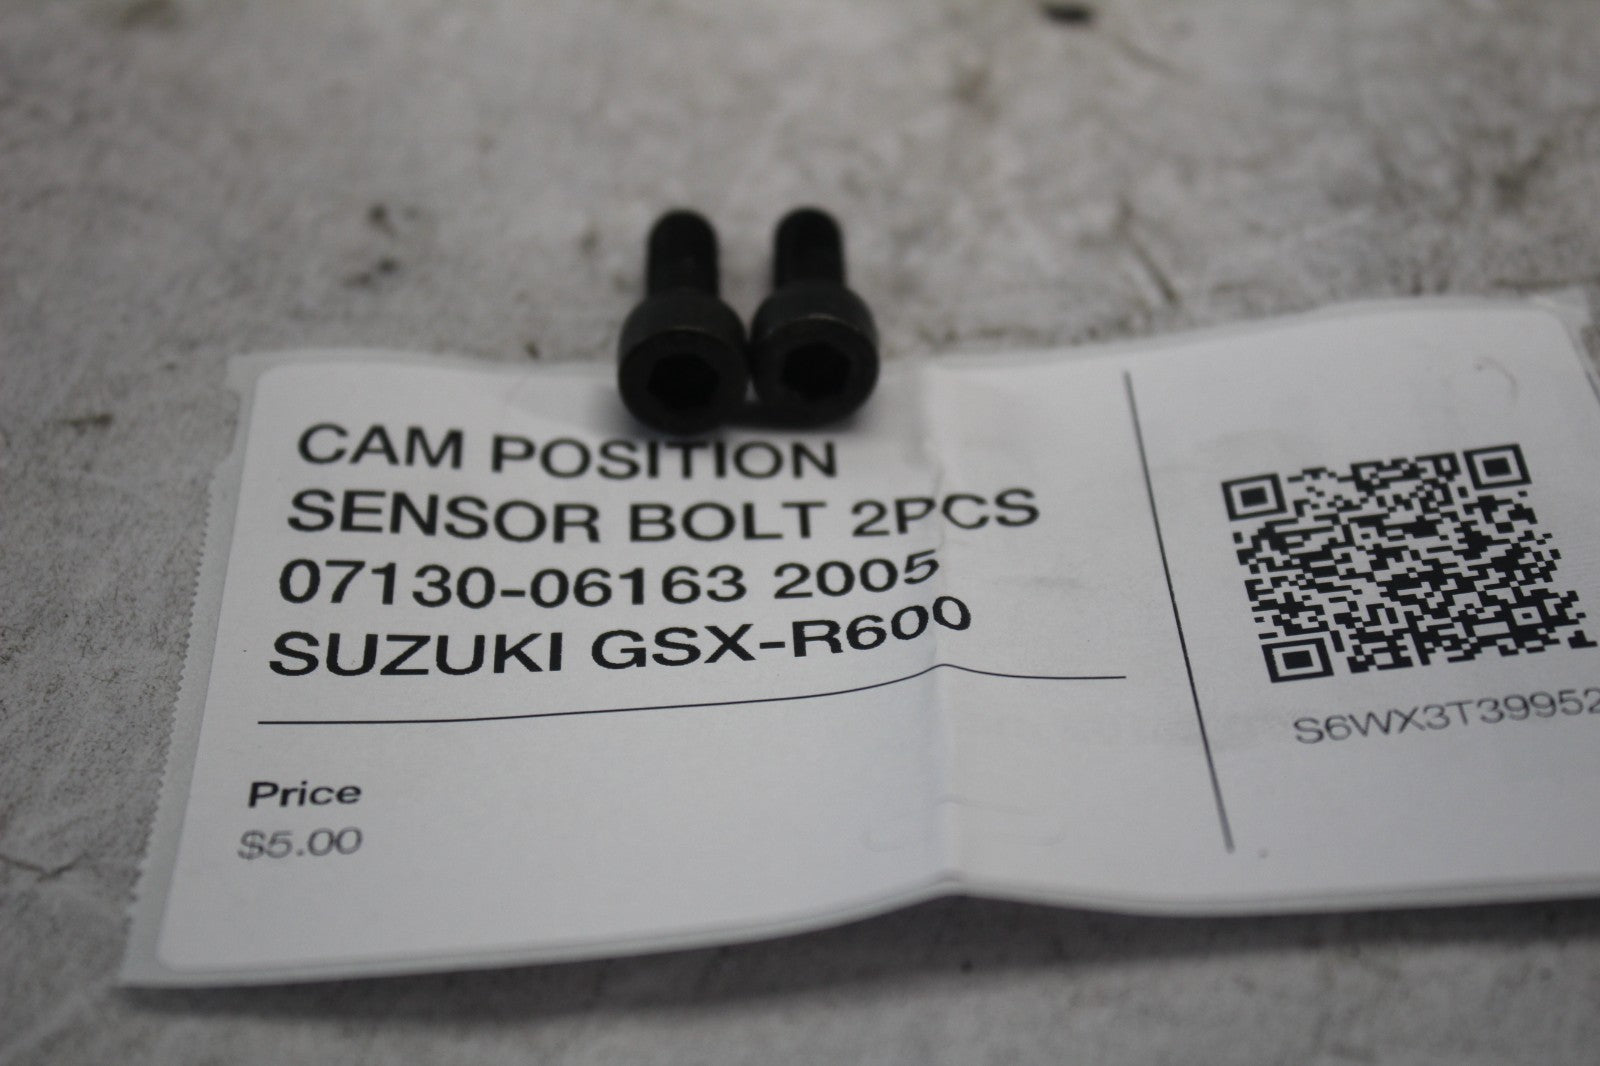 CAM POSITION
SENSOR BOLT 2PCS
07130-06163 2005
SUZUKI GSX-R600
Price
$5.00
S6WX3T39952